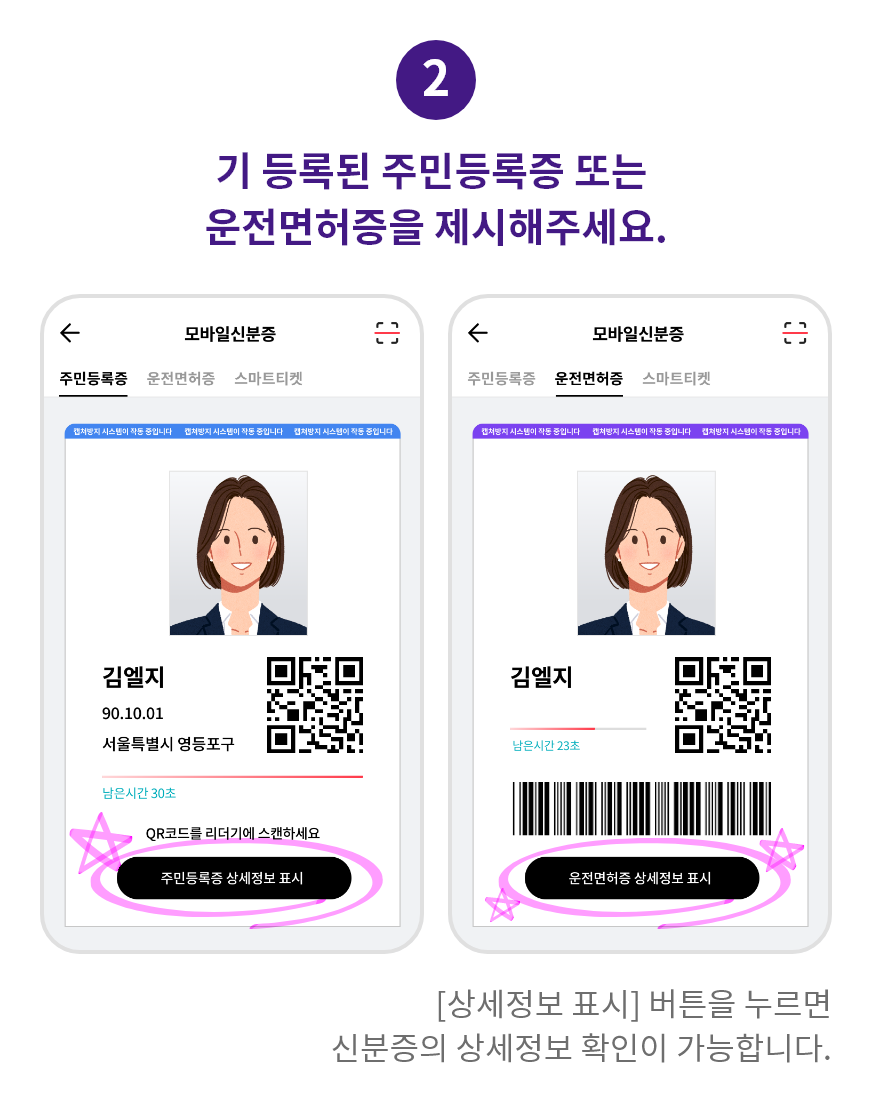 2
기 등록된 주민등록증 또는
운전면허증을 제시해주세요.
모바일신분증
주민등록증 운전면허증 스마트티켓
캡쳐방지 시스템이 작동 중입니다 캡쳐방지 시스템이 작동 중입니다 캡쳐방지 시스템이 작동 중입니다
김엘지
90.10.01
서울특별시 영등포구
남은시간 30초
QR코드를 리더기에 스캔하세요
주민등록증 상세정보 표시
모바일신분증
주민등록증 운전면허증 스마트티켓
캡쳐방지 시스템이 작동 중입니다 캡쳐방지 시스템이 작동 중입니다 캡쳐방지 시스템이 작동 중입니다
김엘지
남은시간 23초
운전면허증 상세정보 표시
[상세정보 표시] 버튼을 누르면
신분증의 상세정보 확인이 가능합니다.